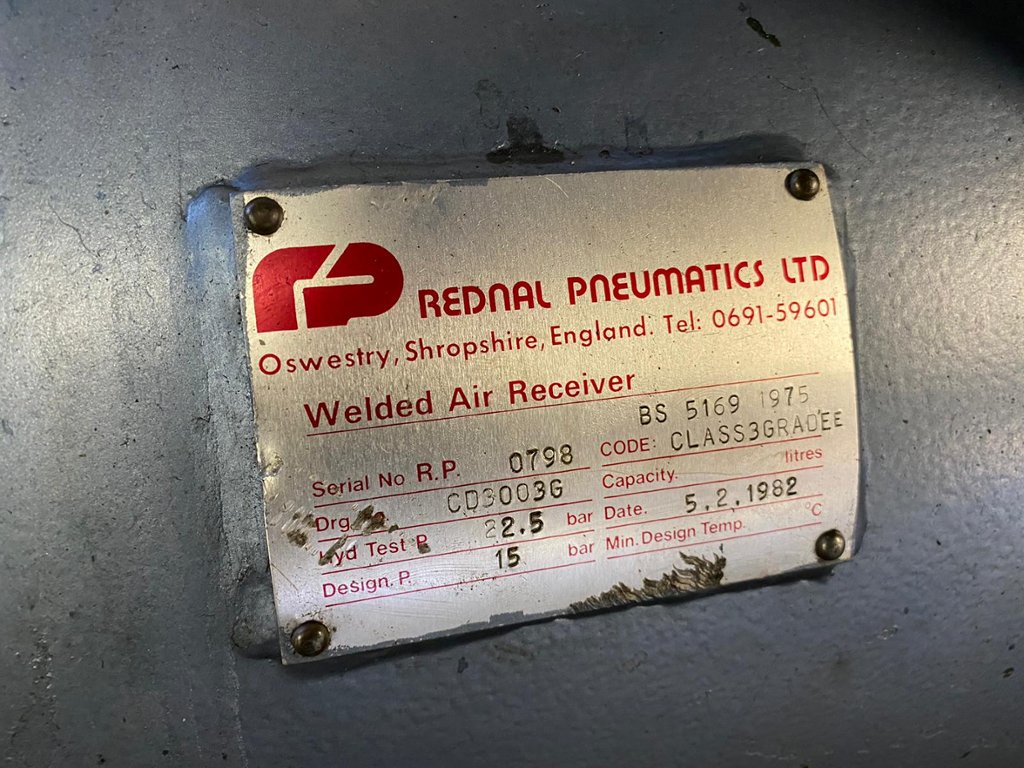 REDNAL PNEUMATICS LTD
Oswestry, Shropshire, England. Tel: 0691-59601
Welded Air Receiver
BS 5169 1975
Serial No R.P. 0798 CODE: CLASS3GRADEE
Drg. CD3003G Capacity. litres
Hyd Test P. 22.5 bar Date. 5.2.1982
Design. P. 15 bar Min. Design Temp. °C